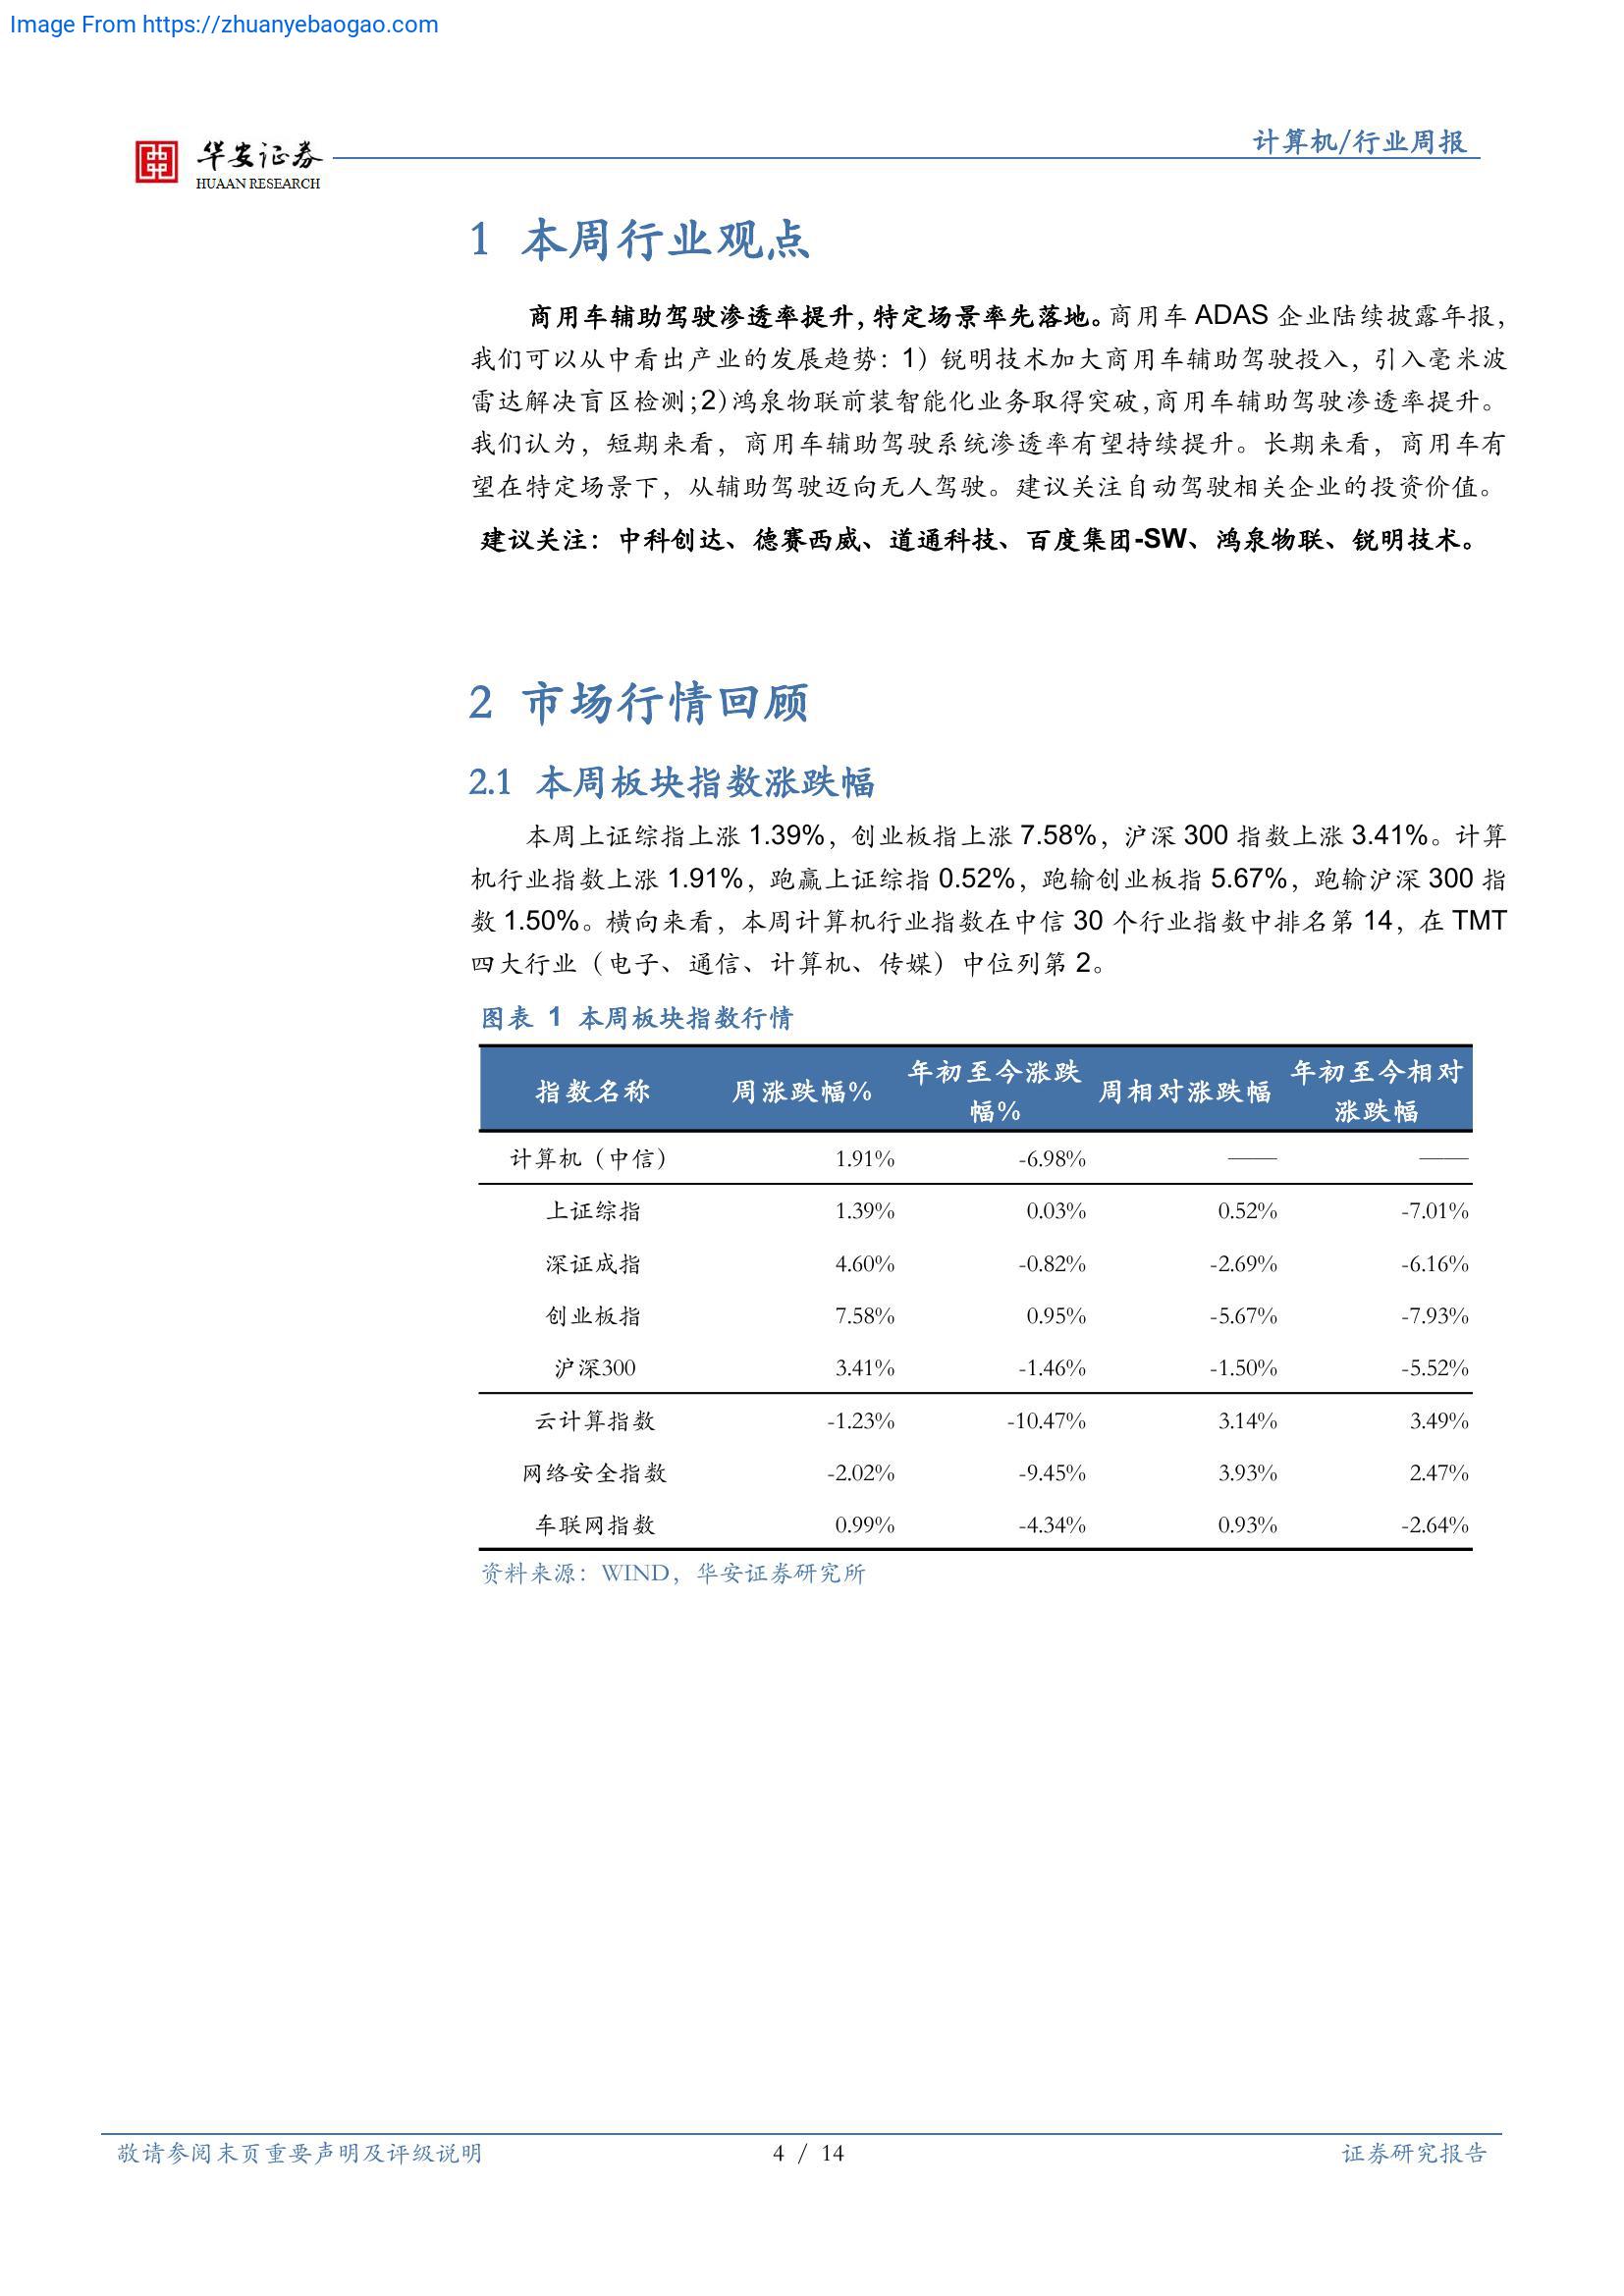 Image From https://zhuanyebaogao.com
华安证券
HUAAN RESEARCH
计算机/行业周报
1 本周行业观点
商用车辅助驾驶渗透率提升，特定场景率先落地。商用车 ADAS 企业陆续披露年报，
我们可以从中看出产业的发展趋势：1）锐明技术加大商用车辅助驾驶投入，引入毫米波
雷达解决盲区检测；2）鸿泉物联前装智能化业务取得突破，商用车辅助驾驶渗透率提升。
我们认为，短期来看，商用车辅助驾驶系统渗透率有望持续提升。长期来看，商用车有
望在特定场景下，从辅助驾驶迈向无人驾驶。建议关注自动驾驶相关企业的投资价值。
建议关注：中科创达、德赛西威、道通科技、百度集团-SW、鸿泉物联、锐明技术。
2 市场行情回顾
2.1 本周板块指数涨跌幅
本周上证综指上涨 1.39%，创业板指上涨 7.58%，沪深 300 指数上涨 3.41%。计算
机行业指数上涨 1.91%，跑赢上证综指 0.52%，跑输创业板指 5.67%，跑输沪深 300 指
数 1.50%。横向来看，本周计算机行业指数在中信 30 个行业指数中排名第 14，在 TMT
四大行业（电子、通信、计算机、传媒）中位列第 2。
图表 1 本周板块指数行情
指数名称 周涨跌幅% 年初至今涨跌幅% 周相对涨跌幅 年初至今相对涨跌幅
计算机（中信） 1.91% -6.98% —— ——
上证综指 1.39% 0.03% 0.52% -7.01%
深证成指 4.60% -0.82% -2.69% -6.16%
创业板指 7.58% 0.95% -5.67% -7.93%
沪深300 3.41% -1.46% -1.50% -5.52%
云计算指数 -1.23% -10.47% 3.14% 3.49%
网络安全指数 -2.02% -9.45% 3.93% 2.47%
车联网指数 0.99% -4.34% 0.93% -2.64%
资料来源：WIND，华安证券研究所
敬请参阅末页重要声明及评级说明 4 / 14 证券研究报告